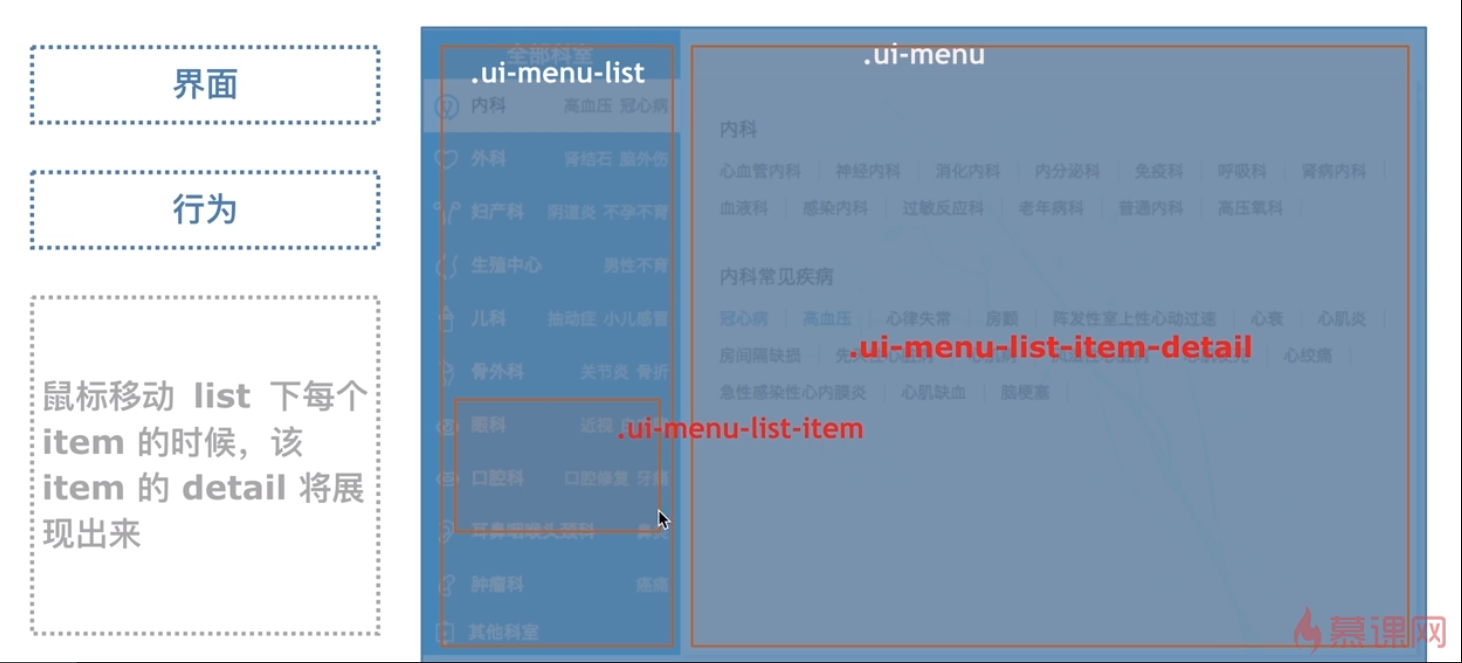 界面
行为
鼠标移动 list 下每个
item 的时候，该
item 的 detail 将展
现出来
全部科室
.ui-menu-list
.ui-menu
内科 高血压 冠心病
外科 肾结石 脑外伤
妇产科 阴道炎 不孕不育
生殖中心 男性不育
儿科 抽动症 小儿感冒
骨外科 关节炎 骨折
眼科 近视
口腔科 口腔修复 牙痛
耳鼻咽喉头颈科 鼻炎
肿瘤科 癌痛
其他科室
内科
心血管内科 神经内科 消化内科 内分泌科 免疫科 呼吸科 肾病内科
血液科 感染内科 过敏反应科 老年病科 普通内科 高压氧科
内科常见疾病
冠心病 高血压 心律失常 房颤 阵发性室上性心动过速 心衰 心肌炎
.ui-menu-list-item-detail
房间隔缺损 心绞痛
急性感染性心内膜炎 心肌缺血 脑梗塞
.ui-menu-list-item
慕课网